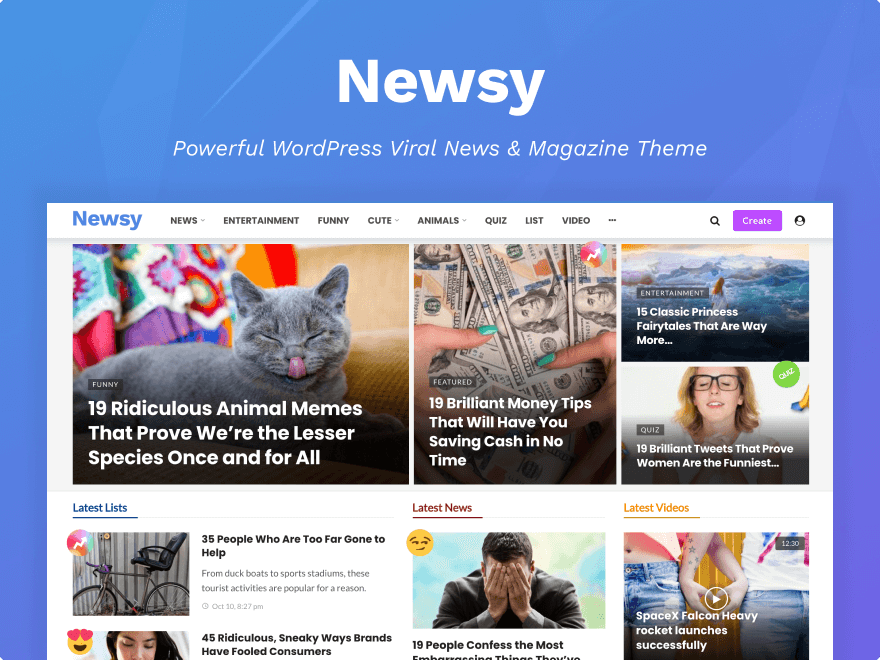 Newsy
Powerful WordPress Viral News & Magazine Theme
Newsy
NEWS
ENTERTAINMENT
FUNNY
CUTE
ANIMALS
QUIZ
LIST
VIDEO
Create
FUNNY
19 Ridiculous Animal Memes
That Prove We're the Lesser
Species Once and for All
FEATURED
19 Brilliant Money Tips
That Will Have You
Saving Cash in No
Time
ENTERTAINMENT
15 Classic Princess
Fairytales That Are Way
More...
QUIZ
QUIZ
19 Brilliant Tweets That Prove
Women Are the Funniest...
Latest Lists
35 People Who Are Too Far Gone to
Help
From duck boats to sports stadiums, these
tourist activities are popular for a reason.
Oct 10, 8:27 pm
45 Ridiculous, Sneaky Ways Brands
Have Fooled Consumers
Latest News
19 People Confess the Most
Embarrassing Things They've
Latest Videos
12:30
SpaceX Falcon Heavy
rocket launches
successfully